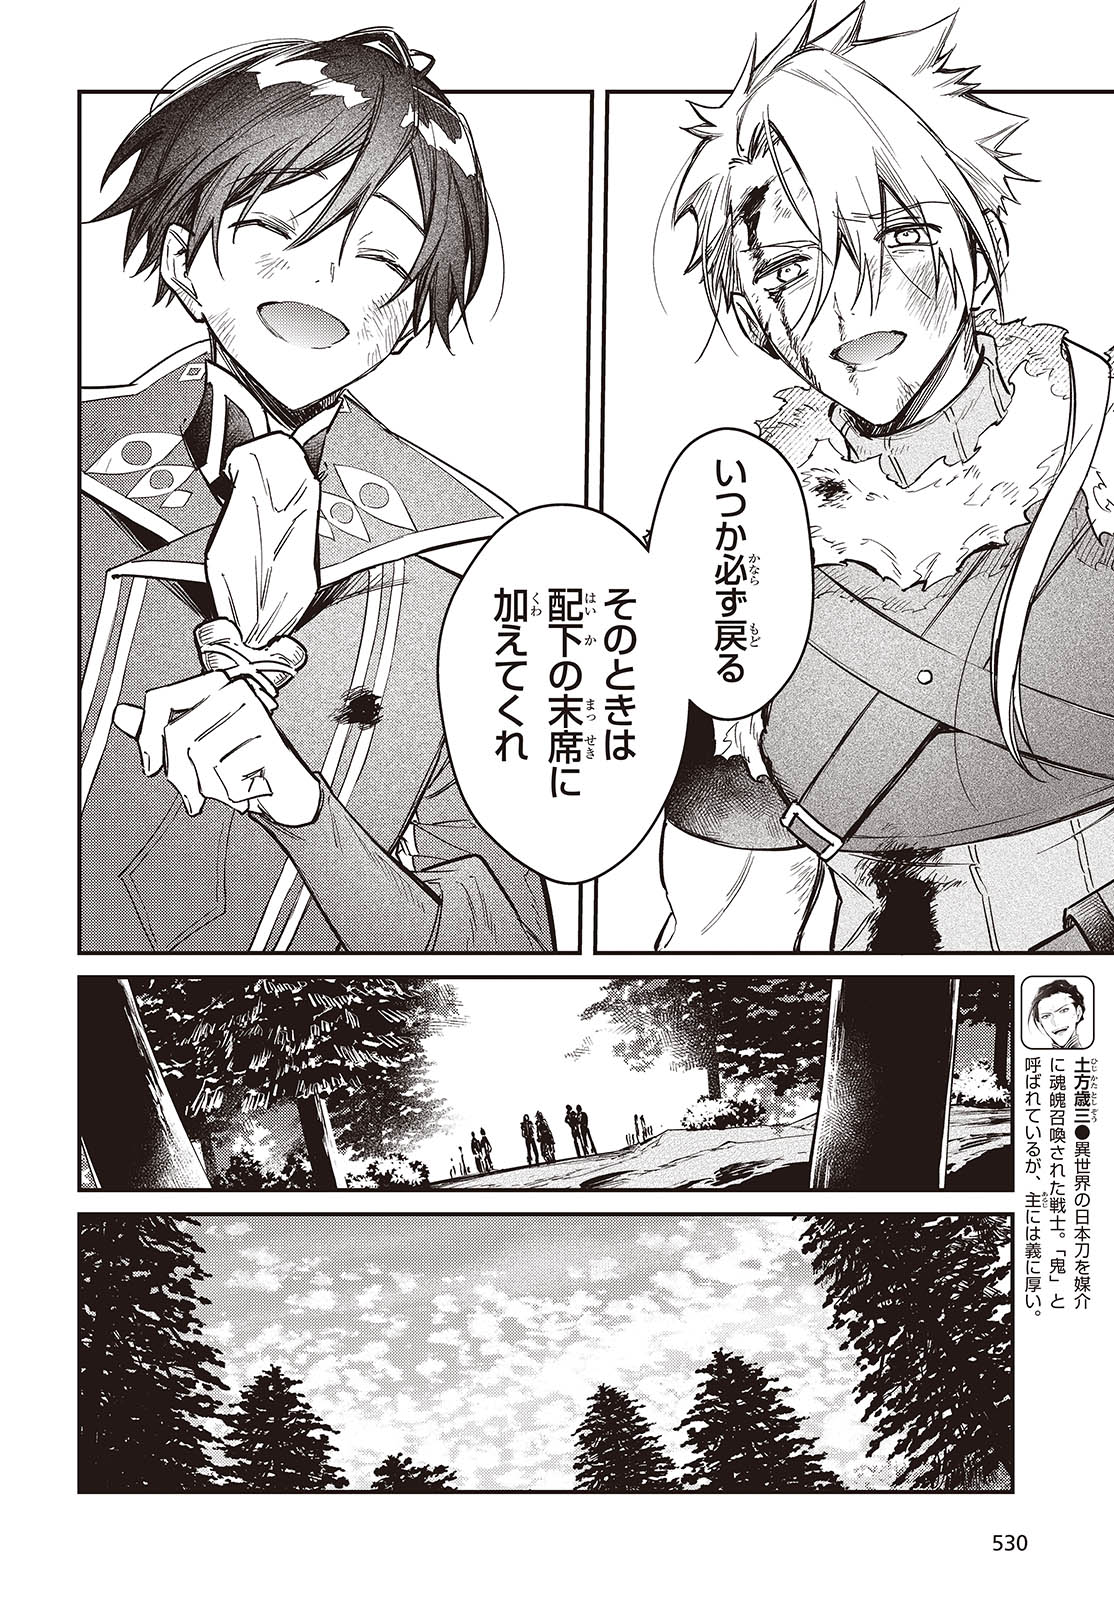 いつか必ず戻る
そのときは
配下の末席に
加えてくれ
土方歳三●異世界の日本刀を媒介
に魂魄召喚された戦士。「鬼」と
呼ばれているが、主には義に厚い。
530